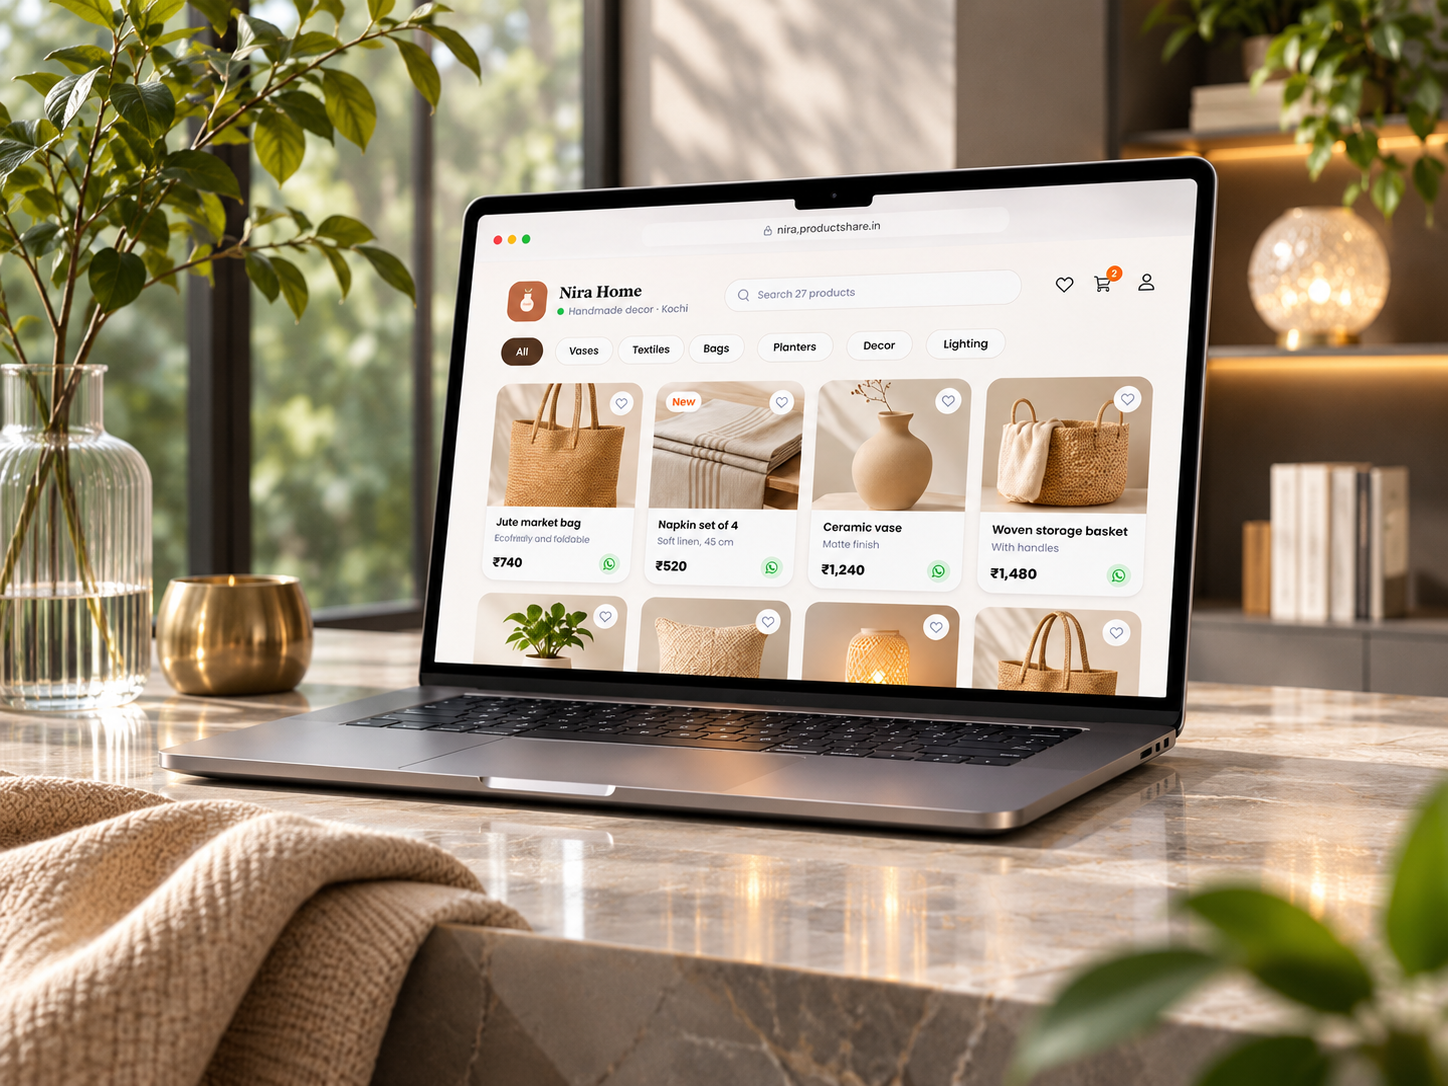 nira,productshare.in
Nira Home
Handmade decor · Kochi
Search 27 products
2
All
Vases
Textiles
Bags
Planters
Decor
Lighting
New
Jute market bag
Ecofrindly and foldable
₹740
Napkin set of 4
Soft linen, 45 cm
₹520
Ceramic vase
Matte finish
₹1,240
Woven storage basket
With handles
₹1,480